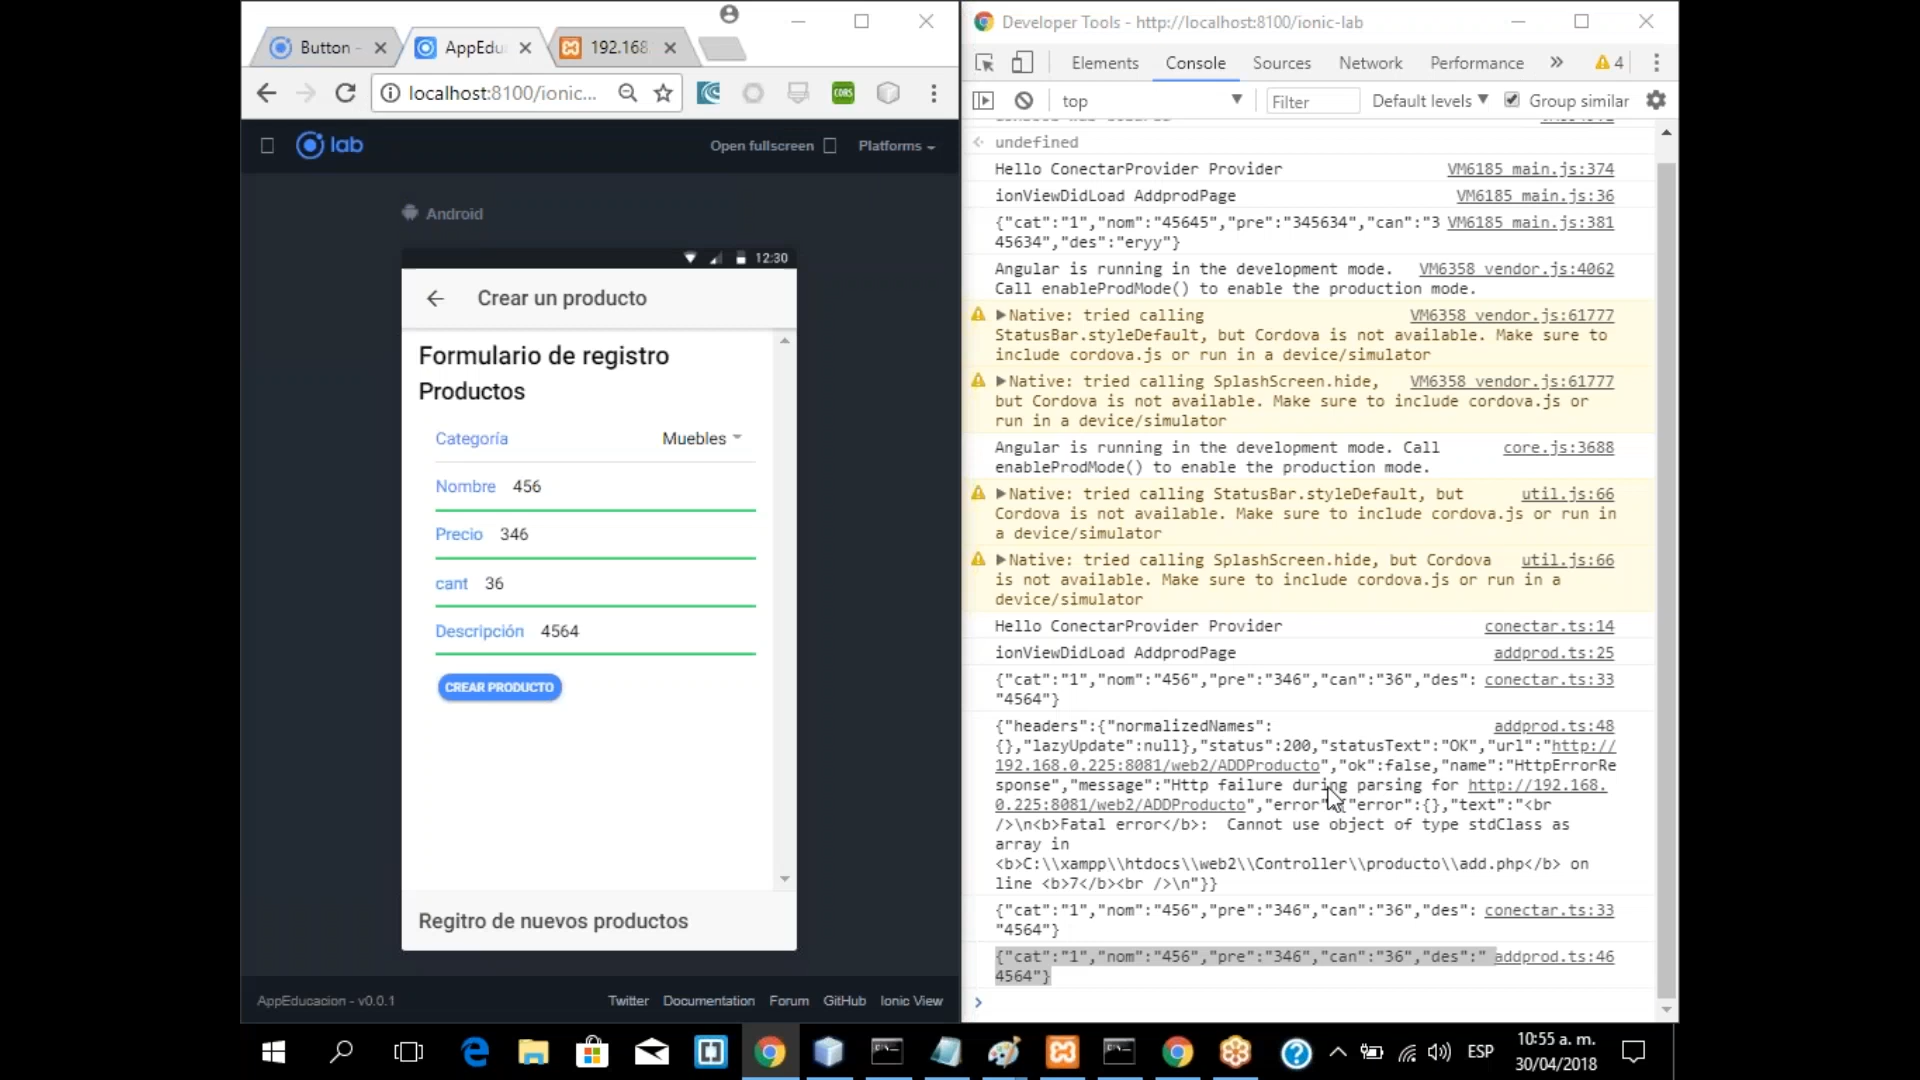 Button
AppEdu
192.168
localhost:8100/ionic...
CORS
lab
Open fullscreen
Platforms
Android
12:30
Crear un producto
Formulario de registro
Productos
Categoría Muebles
Nombre 456
Precio 346
cant 36
Descripción 4564
CREAR PRODUCTO
Regitro de nuevos productos
AppEducacion - v0.0.1
Twitter Documentation Forum GitHub Ionic View
Developer Tools - http://localhost:8100/ionic-lab
Elements Console Sources Network Performance » 4
top Filter Default levels Group similar
undefined
Hello ConectarProvider Provider VM6185 main.js:374
ionViewDidLoad AddprodPage VM6185 main.js:36
{"cat":"1","nom":"45645","pre":"345634","can":"3 VM6185 main.js:381
45634","des":"eryy"}
Angular is running in the development mode. VM6358 vendor.js:4062
Call enableProdMode() to enable the production mode.
Native: tried calling VM6358 vendor.js:61777
StatusBar.styleDefault, but Cordova is not available. Make sure to
include cordova.js or run in a device/simulator
Native: tried calling SplashScreen.hide, VM6358 vendor.js:61777
but Cordova is not available. Make sure to include cordova.js or
run in a device/simulator
Angular is running in the development mode. Call core.js:3688
enableProdMode() to enable the production mode.
Native: tried calling StatusBar.styleDefault, but util.js:66
Cordova is not available. Make sure to include cordova.js or run in
a device/simulator
Native: tried calling SplashScreen.hide, but Cordova util.js:66
is not available. Make sure to include cordova.js or run in a
device/simulator
Hello ConectarProvider Provider conectar.ts:14
ionViewDidLoad AddprodPage addprod.ts:25
{"cat":"1","nom":"456","pre":"346","can":"36","des": conectar.ts:33
"4564"}
{"headers":{"normalizedNames": addprod.ts:48
{},"lazyUpdate":null},"status":200,"statusText":"OK","url":"http://
192.168.0.225:8081/web2/ADDProducto","ok":false,"name":"HttpErrorRe
sponse","message":"Http failure during parsing for http://192.168.
0.225:8081/web2/ADDProducto","error" "error":{},"text":"<br
/>\n<b>Fatal error</b>: Cannot use object of type stdClass as
array in
<b>C:\\xampp\\htdocs\\web2\\Controller\\producto\\add.php</b> on
line <b>7</b><br />\n"}}
{"cat":"1","nom":"456","pre":"346","can":"36","des": conectar.ts:33
"4564"}
{"cat":"1","nom":"456","pre":"346","can":"36","des":" addprod.ts:46
4564"}
ESP
10:55 a. m.
30/04/2018